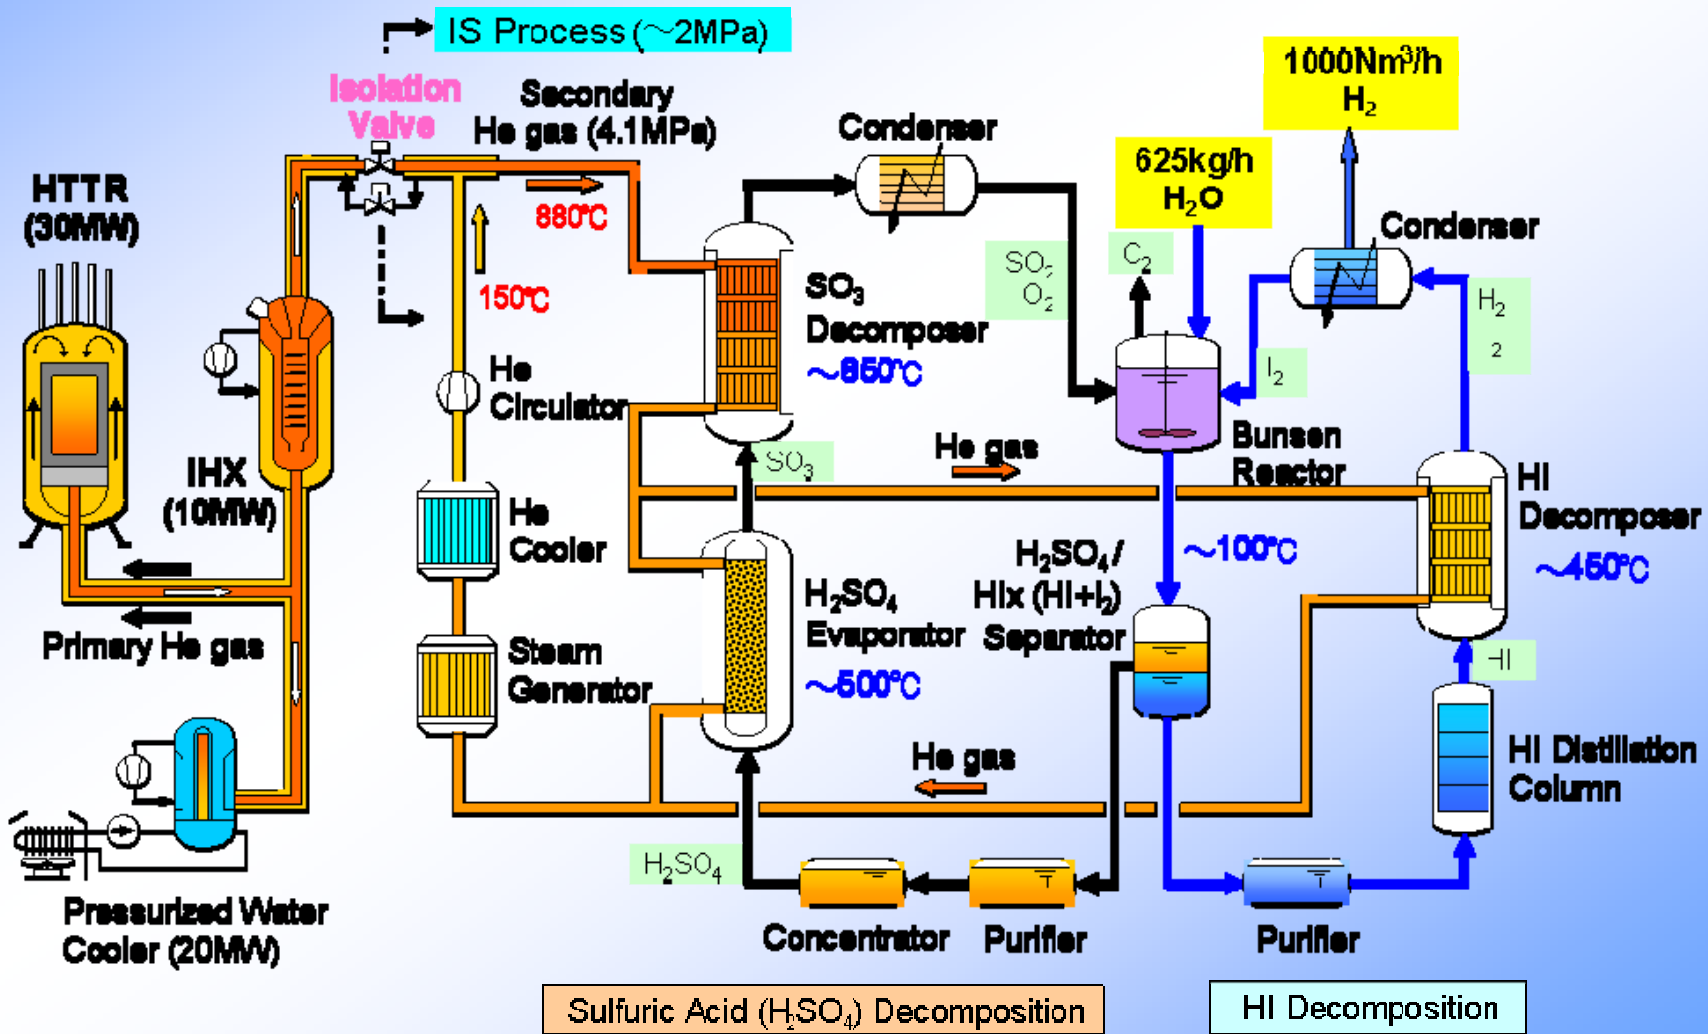 IS Process (～2MPa)
Isolation
Valve
Secondary
He gas (4.1MPa)
880℃
150℃
HTTR
(30MW)
IHX
(10MW)
Primary He gas
Pressurized Water
Cooler (20MW)
He
Circulator
He
Cooler
Steam
Generator
Condenser
SO₃
Decomposer
～850℃
SO₃
H₂SO₄
Evaporator
～500℃
H₂SO₄
Concentrator
Purifier
SO₂
O₂
C₂
625kg/h
H₂O
1000Nm³/h
H₂
Condenser
H₂
2
I₂
Bunsen
Reactor
He gas
～100℃
H₂SO₄/
HIx (HI+I₂)
Separator
He gas
HI
Decomposer
～450℃
HI
HI Distillation
Column
Purifier
Sulfuric Acid (H₂SO₄) Decomposition
HI Decomposition